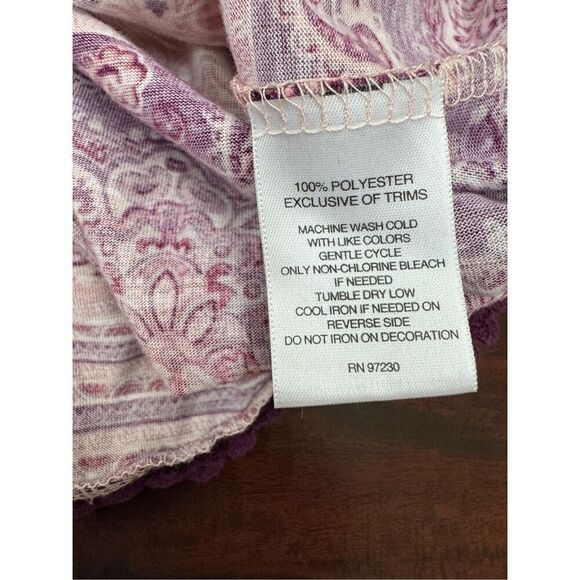 100% POLYESTER
EXCLUSIVE OF TRIMS
MACHINE WASH COLD
WITH LIKE COLORS
GENTLE CYCLE
ONLY NON-CHLORINE BLEACH
IF NEEDED
TUMBLE DRY LOW
COOL IRON IF NEEDED ON
REVERSE SIDE
DO NOT IRON ON DECORATION
RN 97230